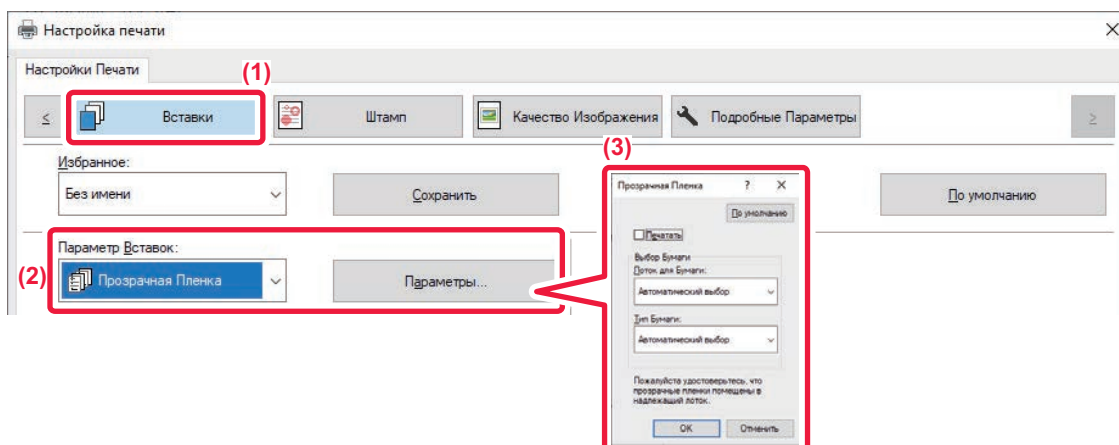 Настройка печати
Настройки Печати
(1)
<
Вставки
Штамп
Качество Изображения
Подробные Параметры
>
(3)
Избранное:
Без имени
Сохранить
По умолчанию
(2)
Параметр Вставок:
Прозрачная Пленка
Параметры...
Прозрачная Пленка
?
По умолчанию
Печатать
Выбор Бумаги
Лоток для Бумаги:
Автоматический выбор
Тип Бумаги:
Автоматический выбор
Пожалуйста удостоверьтесь, что
прозрачные пленки помещены в
надлежащий лоток.
OK
Отменить